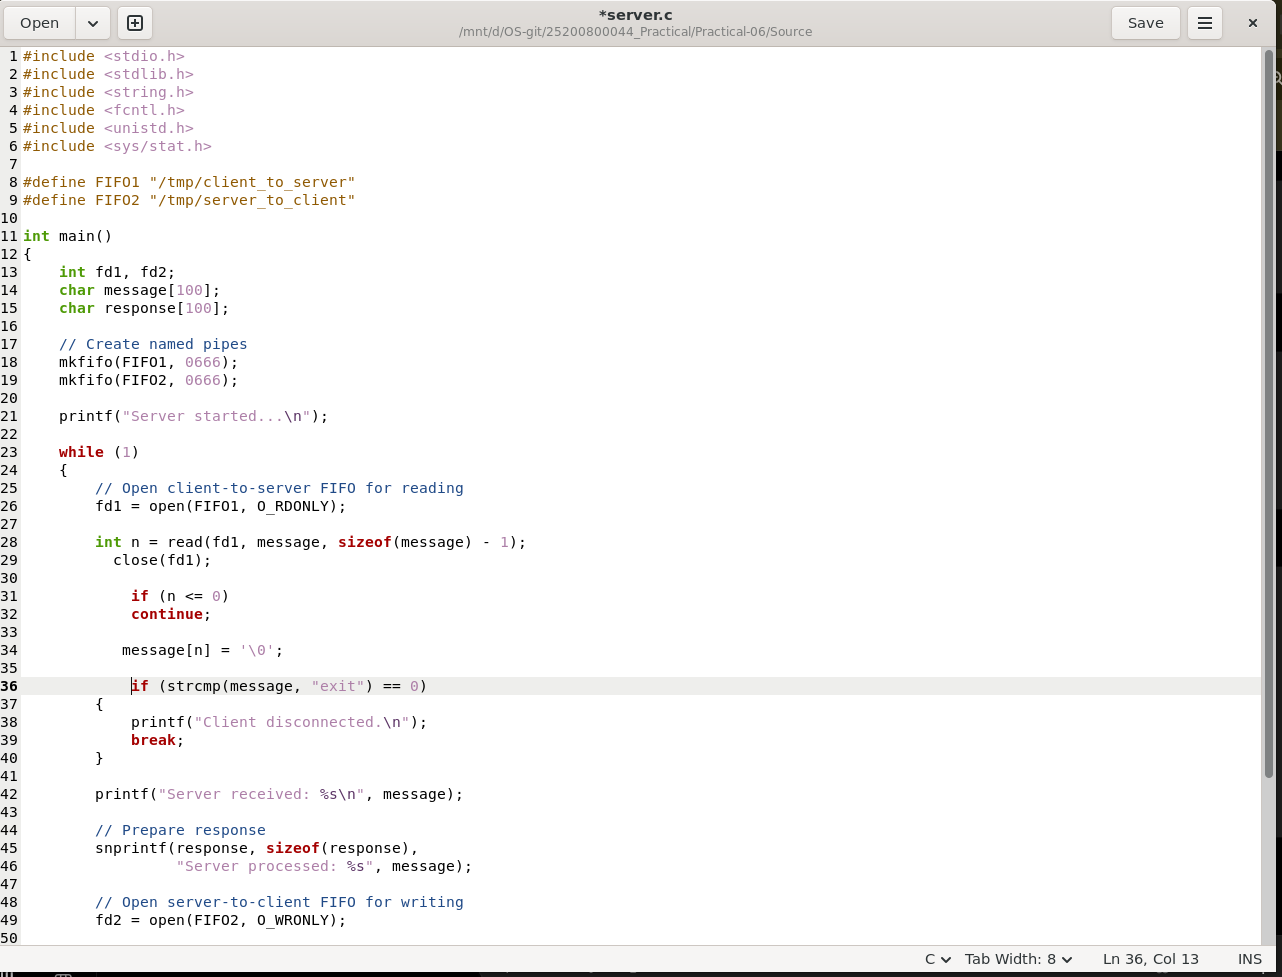 Open
*server.c
/mnt/d/OS-git/25200800044_Practical/Practical-06/Source
Save
1 #include <stdio.h>
2 #include <stdlib.h>
3 #include <string.h>
4 #include <fcntl.h>
5 #include <unistd.h>
6 #include <sys/stat.h>
7
8 #define FIFO1 "/tmp/client_to_server"
9 #define FIFO2 "/tmp/server_to_client"
10
11 int main()
12 {
13     int fd1, fd2;
14     char message[100];
15     char response[100];
16
17     // Create named pipes
18     mkfifo(FIFO1, 0666);
19     mkfifo(FIFO2, 0666);
20
21     printf("Server started...\n");
22
23     while (1)
24     {
25         // Open client-to-server FIFO for reading
26         fd1 = open(FIFO1, O_RDONLY);
27
28         int n = read(fd1, message, sizeof(message) - 1);
29           close(fd1);
30
31             if (n <= 0)
32             continue;
33
34            message[n] = '\0';
35
36             if (strcmp(message, "exit") == 0)
37         {
38             printf("Client disconnected.\n");
39             break;
40         }
41
42         printf("Server received: %s\n", message);
43
44         // Prepare response
45         snprintf(response, sizeof(response),
46                  "Server processed: %s", message);
47
48         // Open server-to-client FIFO for writing
49         fd2 = open(FIFO2, O_WRONLY);
50
C
Tab Width: 8
Ln 36, Col 13
INS